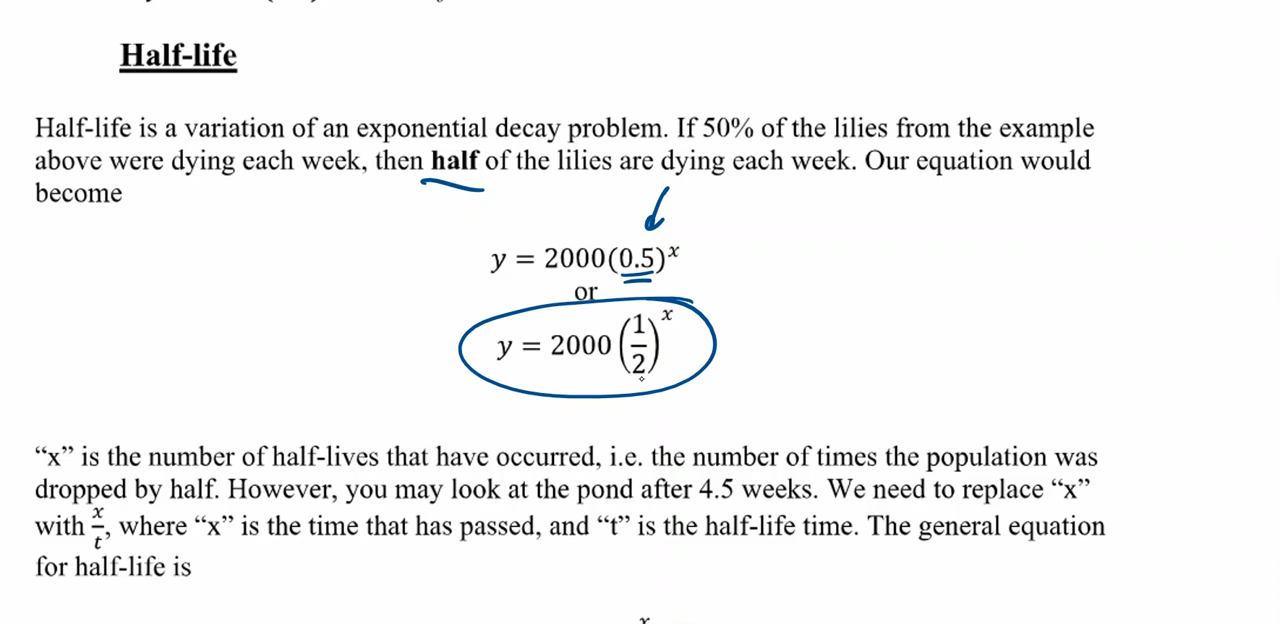 Half-life
Half-life is a variation of an exponential decay problem. If 50% of the lilies from the example
above were dying each week, then half of the lilies are dying each week. Our equation would
become
y = 2000(0.5)^x
or
y = 2000(1/2)^x
“x” is the number of half-lives that have occurred, i.e. the number of times the population was
dropped by half. However, you may look at the pond after 4.5 weeks. We need to replace “x”
with x/t, where “x” is the time that has passed, and “t” is the half-life time. The general equation
for half-life is